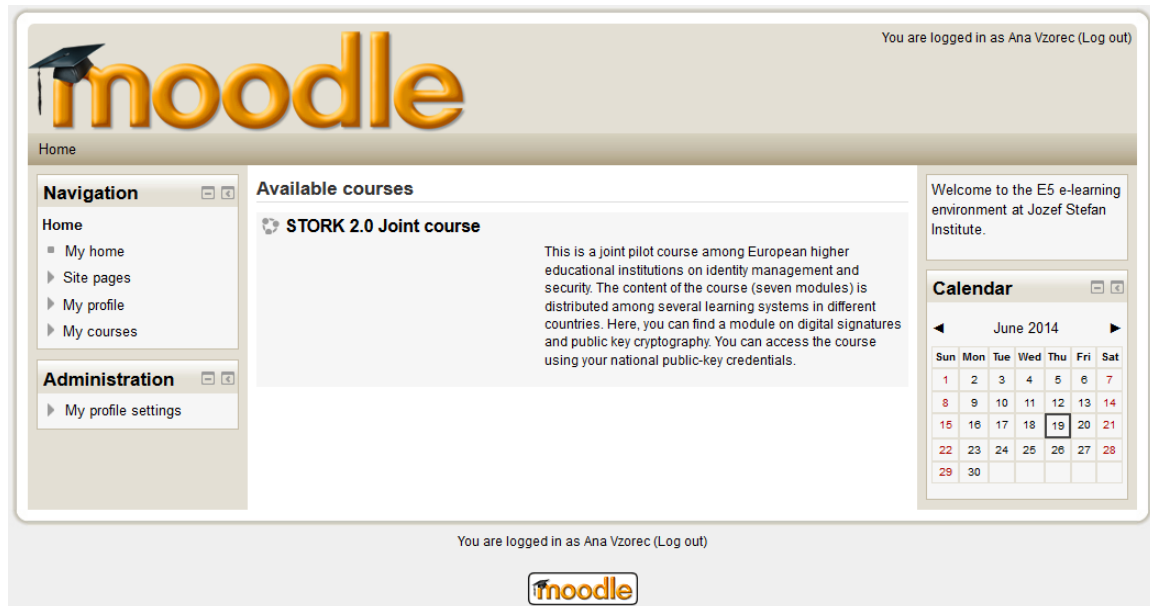 moodle
You are logged in as Ana Vzorec (Log out)
Home
Navigation
Home
My home
Site pages
My profile
My courses
Administration
My profile settings
Available courses
STORK 2.0 Joint course
This is a joint pilot course among European higher
educational institutions on identity management and
security. The content of the course (seven modules) is
distributed among several learning systems in different
countries. Here, you can find a module on digital signatures
and public key cryptography. You can access the course
using your national public-key credentials.
Welcome to the E5 e-learning
environment at Jozef Stefan
Institute.
Calendar
◄ June 2014 ►
Sun Mon Tue Wed Thu Fri Sat
1 2 3 4 5 6 7
8 9 10 11 12 13 14
15 16 17 18 19 20 21
22 23 24 25 26 27 28
29 30
You are logged in as Ana Vzorec (Log out)
moodle